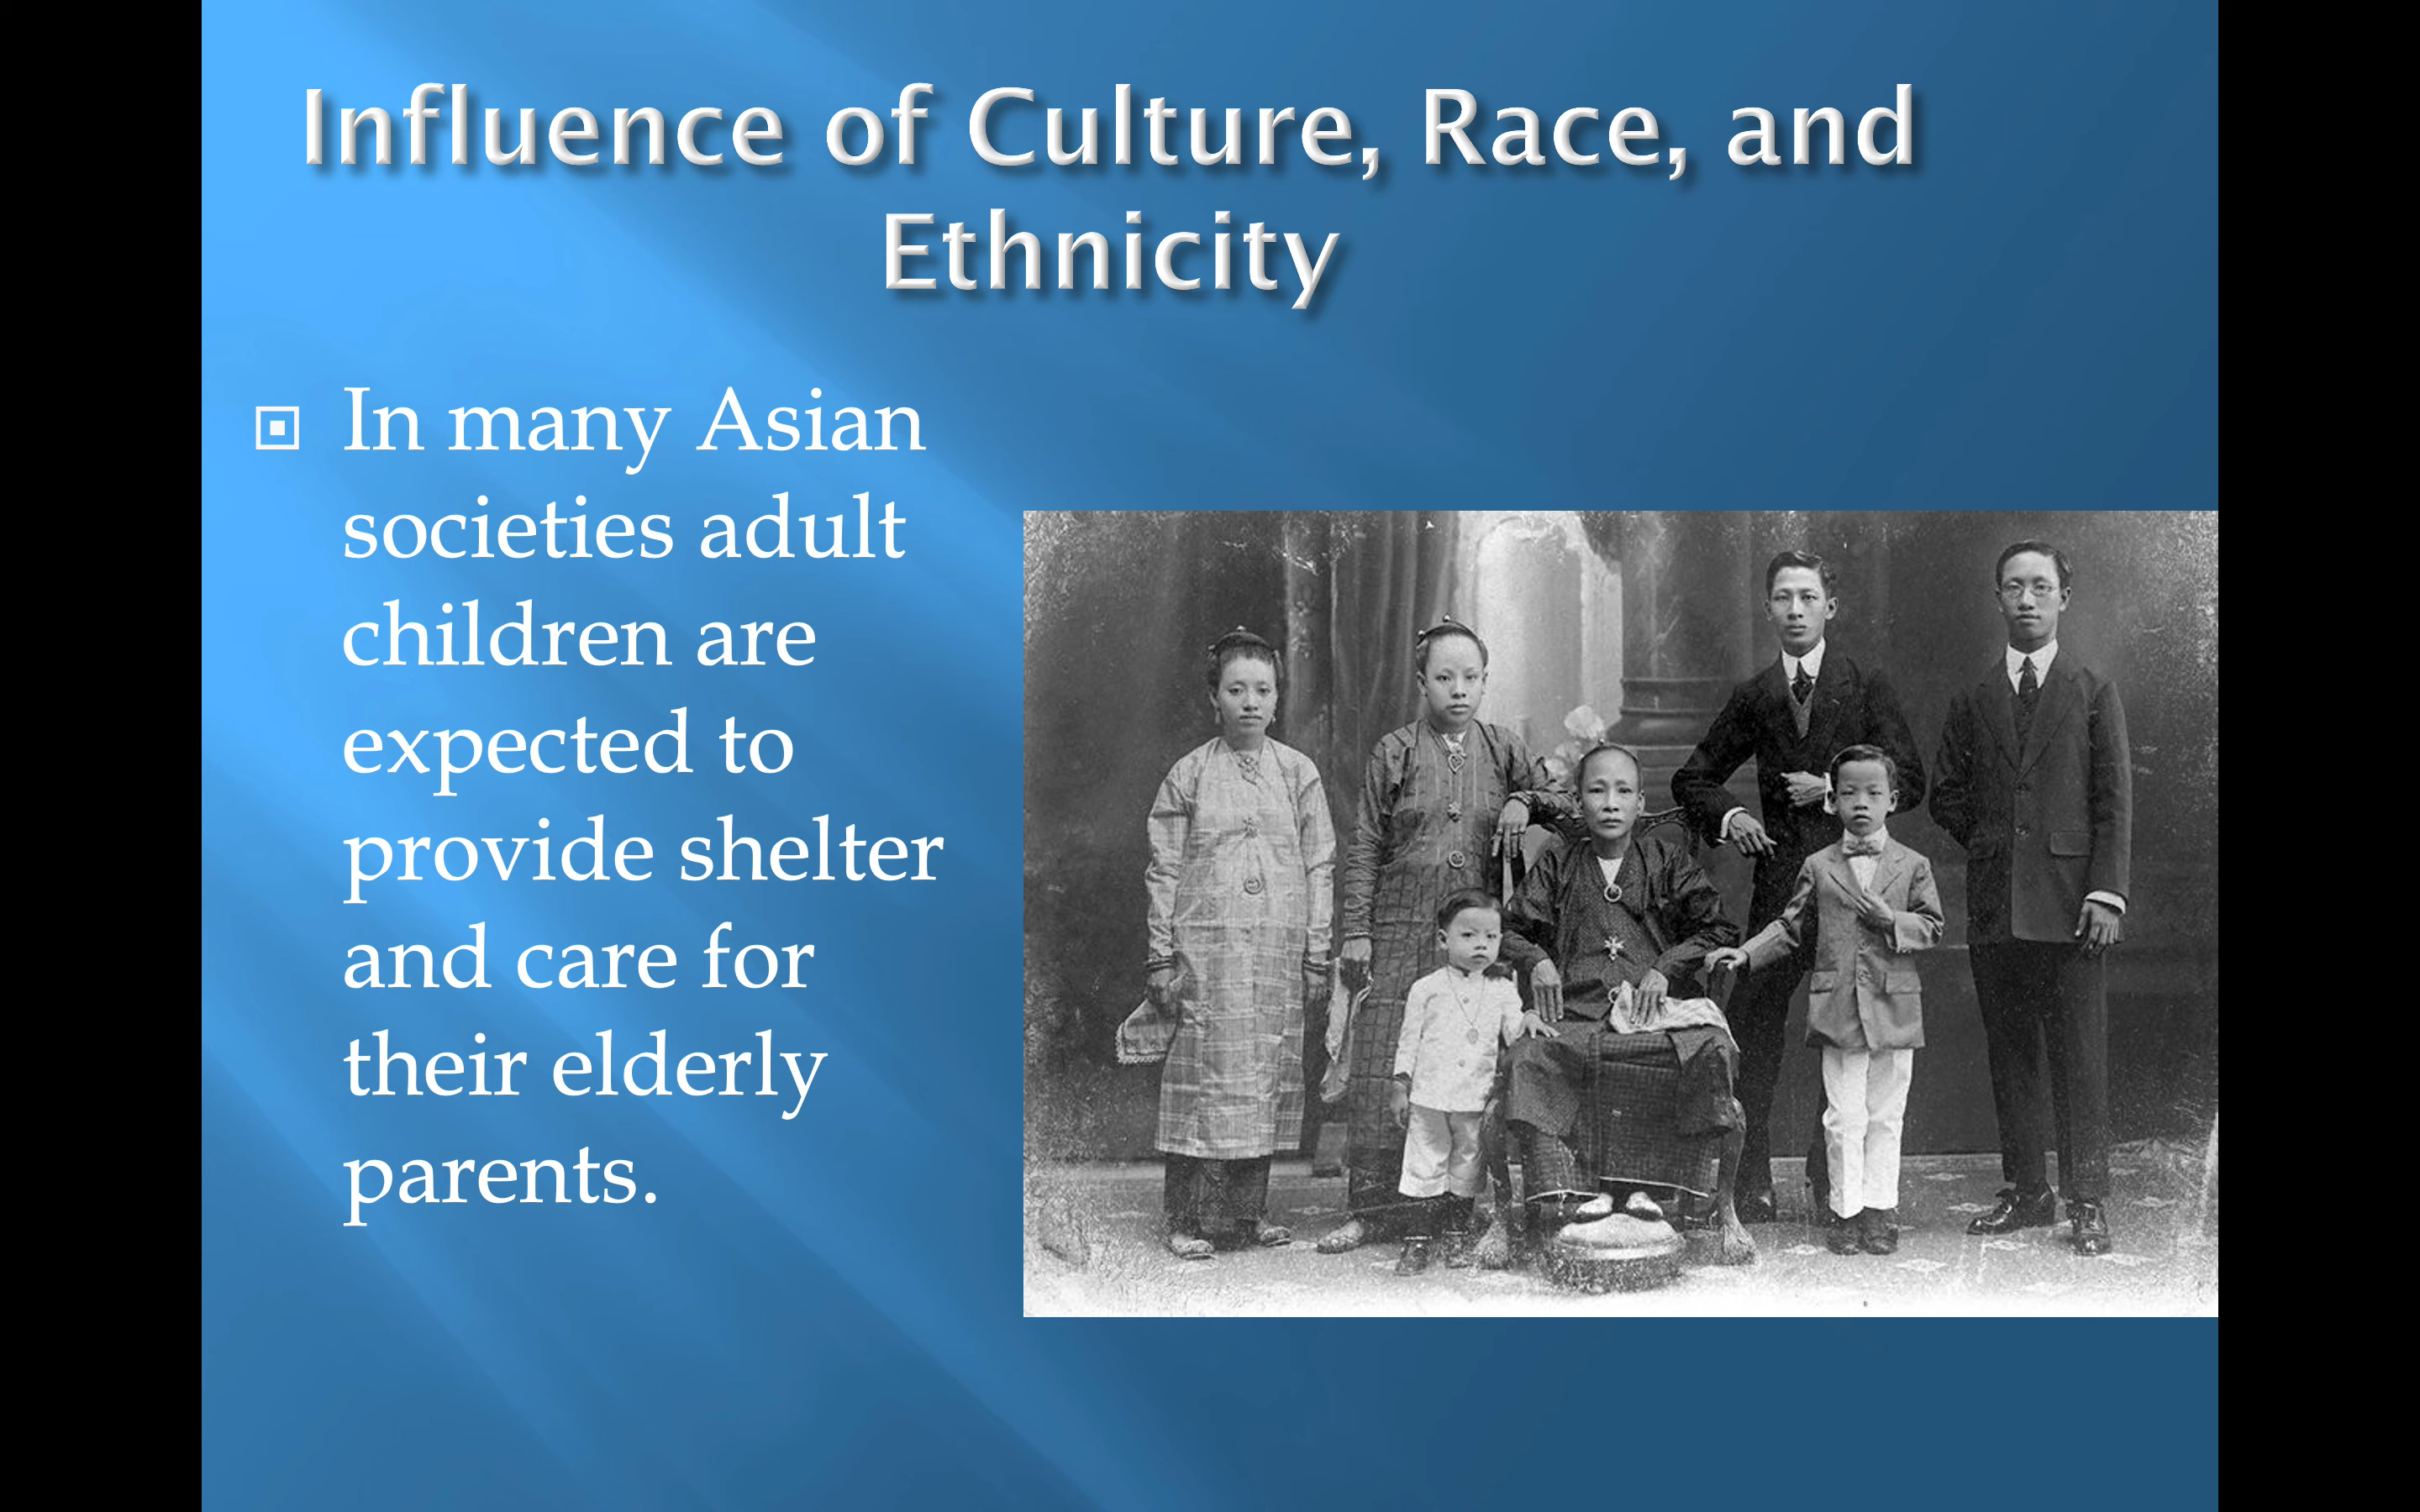 Influence of Culture, Race, and
Ethnicity
In many Asian
societies adult
children are
expected to
provide shelter
and care for
their elderly
parents.